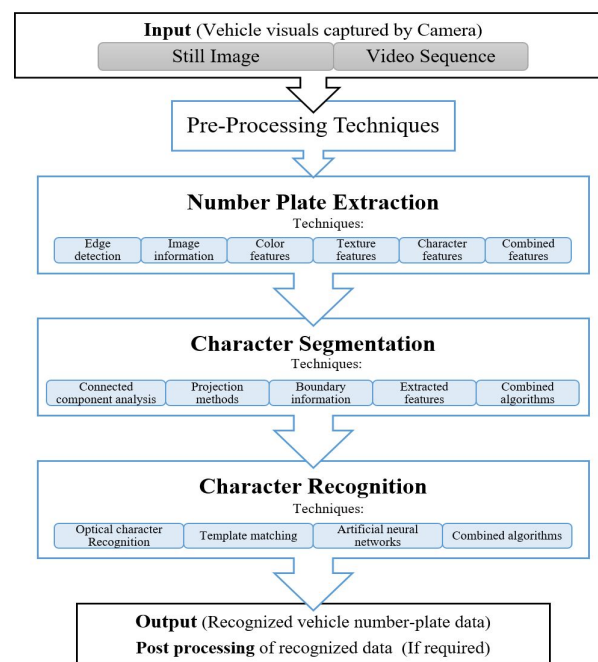 Input (Vehicle visuals captured by Camera)
Still Image
Video Sequence
Pre-Processing Techniques
Number Plate Extraction
Techniques:
Edge
detection
Image
information
Color
features
Texture
features
Character
features
Combined
features
Character Segmentation
Techniques:
Connected
component analysis
Projection
methods
Boundary
information
Extracted
features
Combined
algorithms
Character Recognition
Techniques:
Optical character
Recognition
Template matching
Artificial neural
networks
Combined algorithms
Output (Recognized vehicle number-plate data)
Post processing of recognized data (If required)